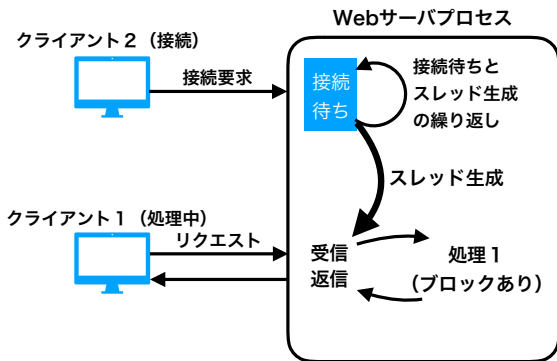 Webサーバプロセス
クライアント２（接続）
接続要求
接続
待ち
接続待ちと
スレッド生成
の繰り返し
スレッド生成
クライアント１（処理中）
リクエスト
受信
返信
処理１
（ブロックあり）